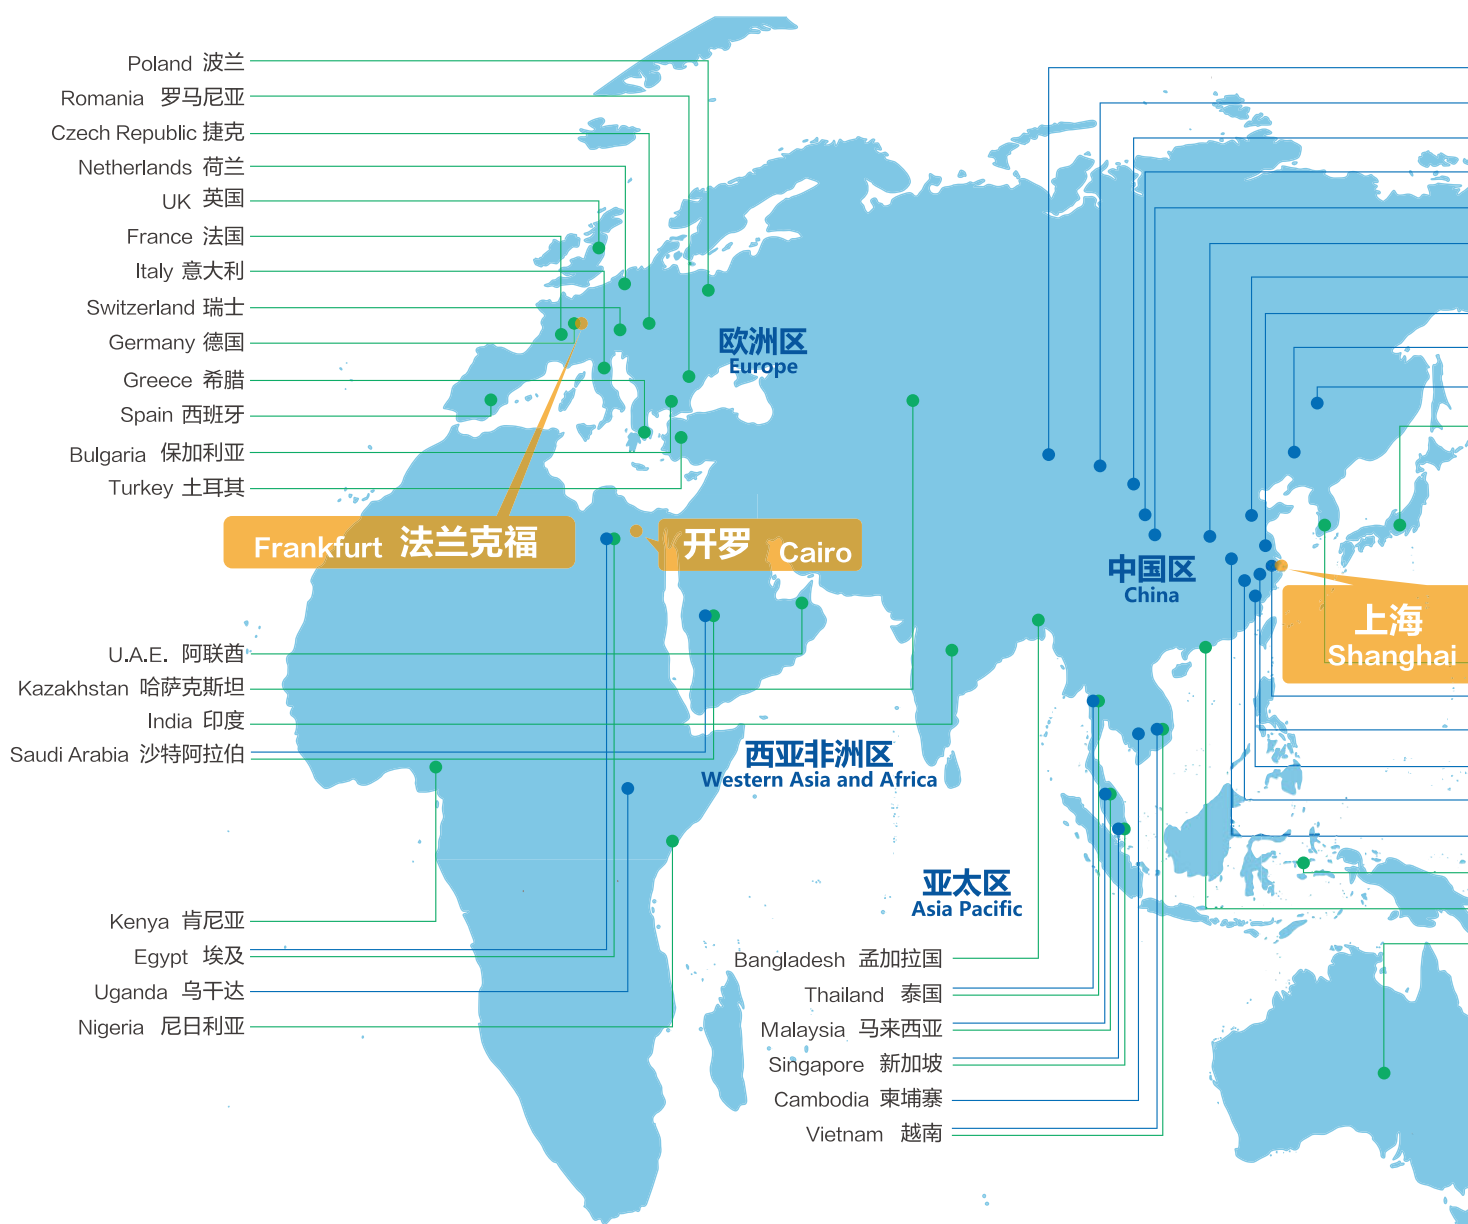 Poland 波兰
Romania 罗马尼亚
Czech Republic 捷克
Netherlands 荷兰
UK 英国
France 法国
Italy 意大利
Switzerland 瑞士
Germany 德国
Greece 希腊
Spain 西班牙
Bulgaria 保加利亚
Turkey 土耳其
欧洲区
Europe
Frankfurt 法兰克福
开罗 Cairo
中国区
China
上海
Shanghai
U.A.E. 阿联酋
Kazakhstan 哈萨克斯坦
India 印度
Saudi Arabia 沙特阿拉伯
西亚非洲区
Western Asia and Africa
亚太区
Asia Pacific
Kenya 肯尼亚
Egypt 埃及
Uganda 乌干达
Nigeria 尼日利亚
Bangladesh 孟加拉国
Thailand 泰国
Malaysia 马来西亚
Singapore 新加坡
Cambodia 柬埔寨
Vietnam 越南